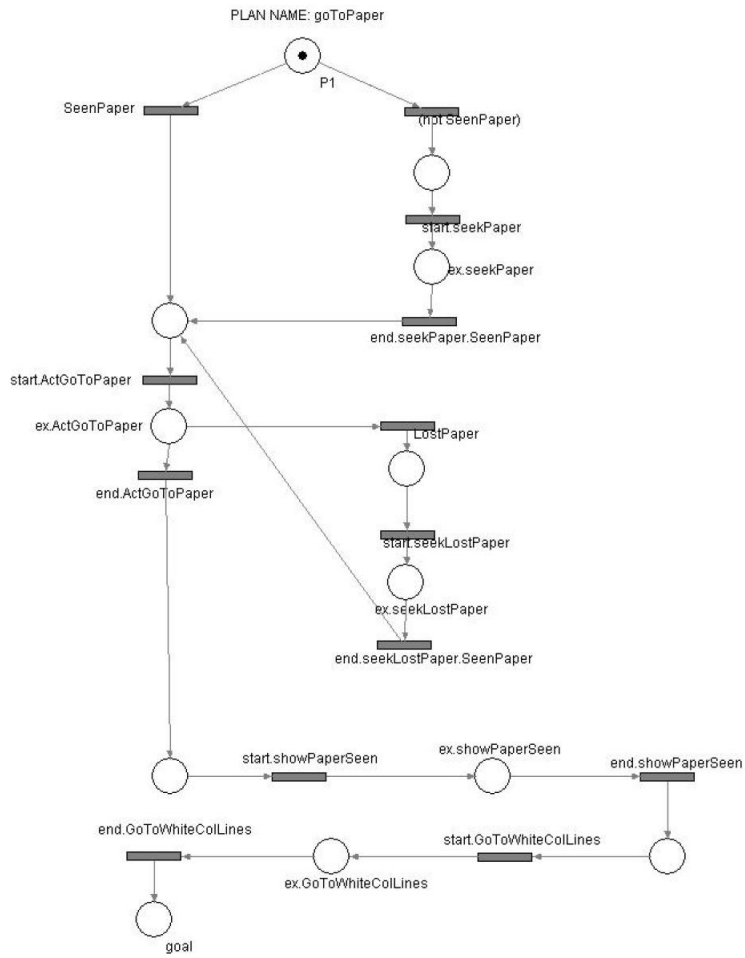 PLAN NAME: goToPaper
P1
SeenPaper
(not SeenPaper)
start.seekPaper
ex.seekPaper
end.seekPaper.SeenPaper
start.ActGoToPaper
ex.ActGoToPaper
LostPaper
end.ActGoToPaper
start.seekLostPaper
ex.seekLostPaper
end.seekLostPaper.SeenPaper
start.showPaperSeen
ex.showPaperSeen
end.showPaperSeen
end.GoToWhiteColLines
start.GoToWhiteColLines
ex.GoToWhiteColLines
goal